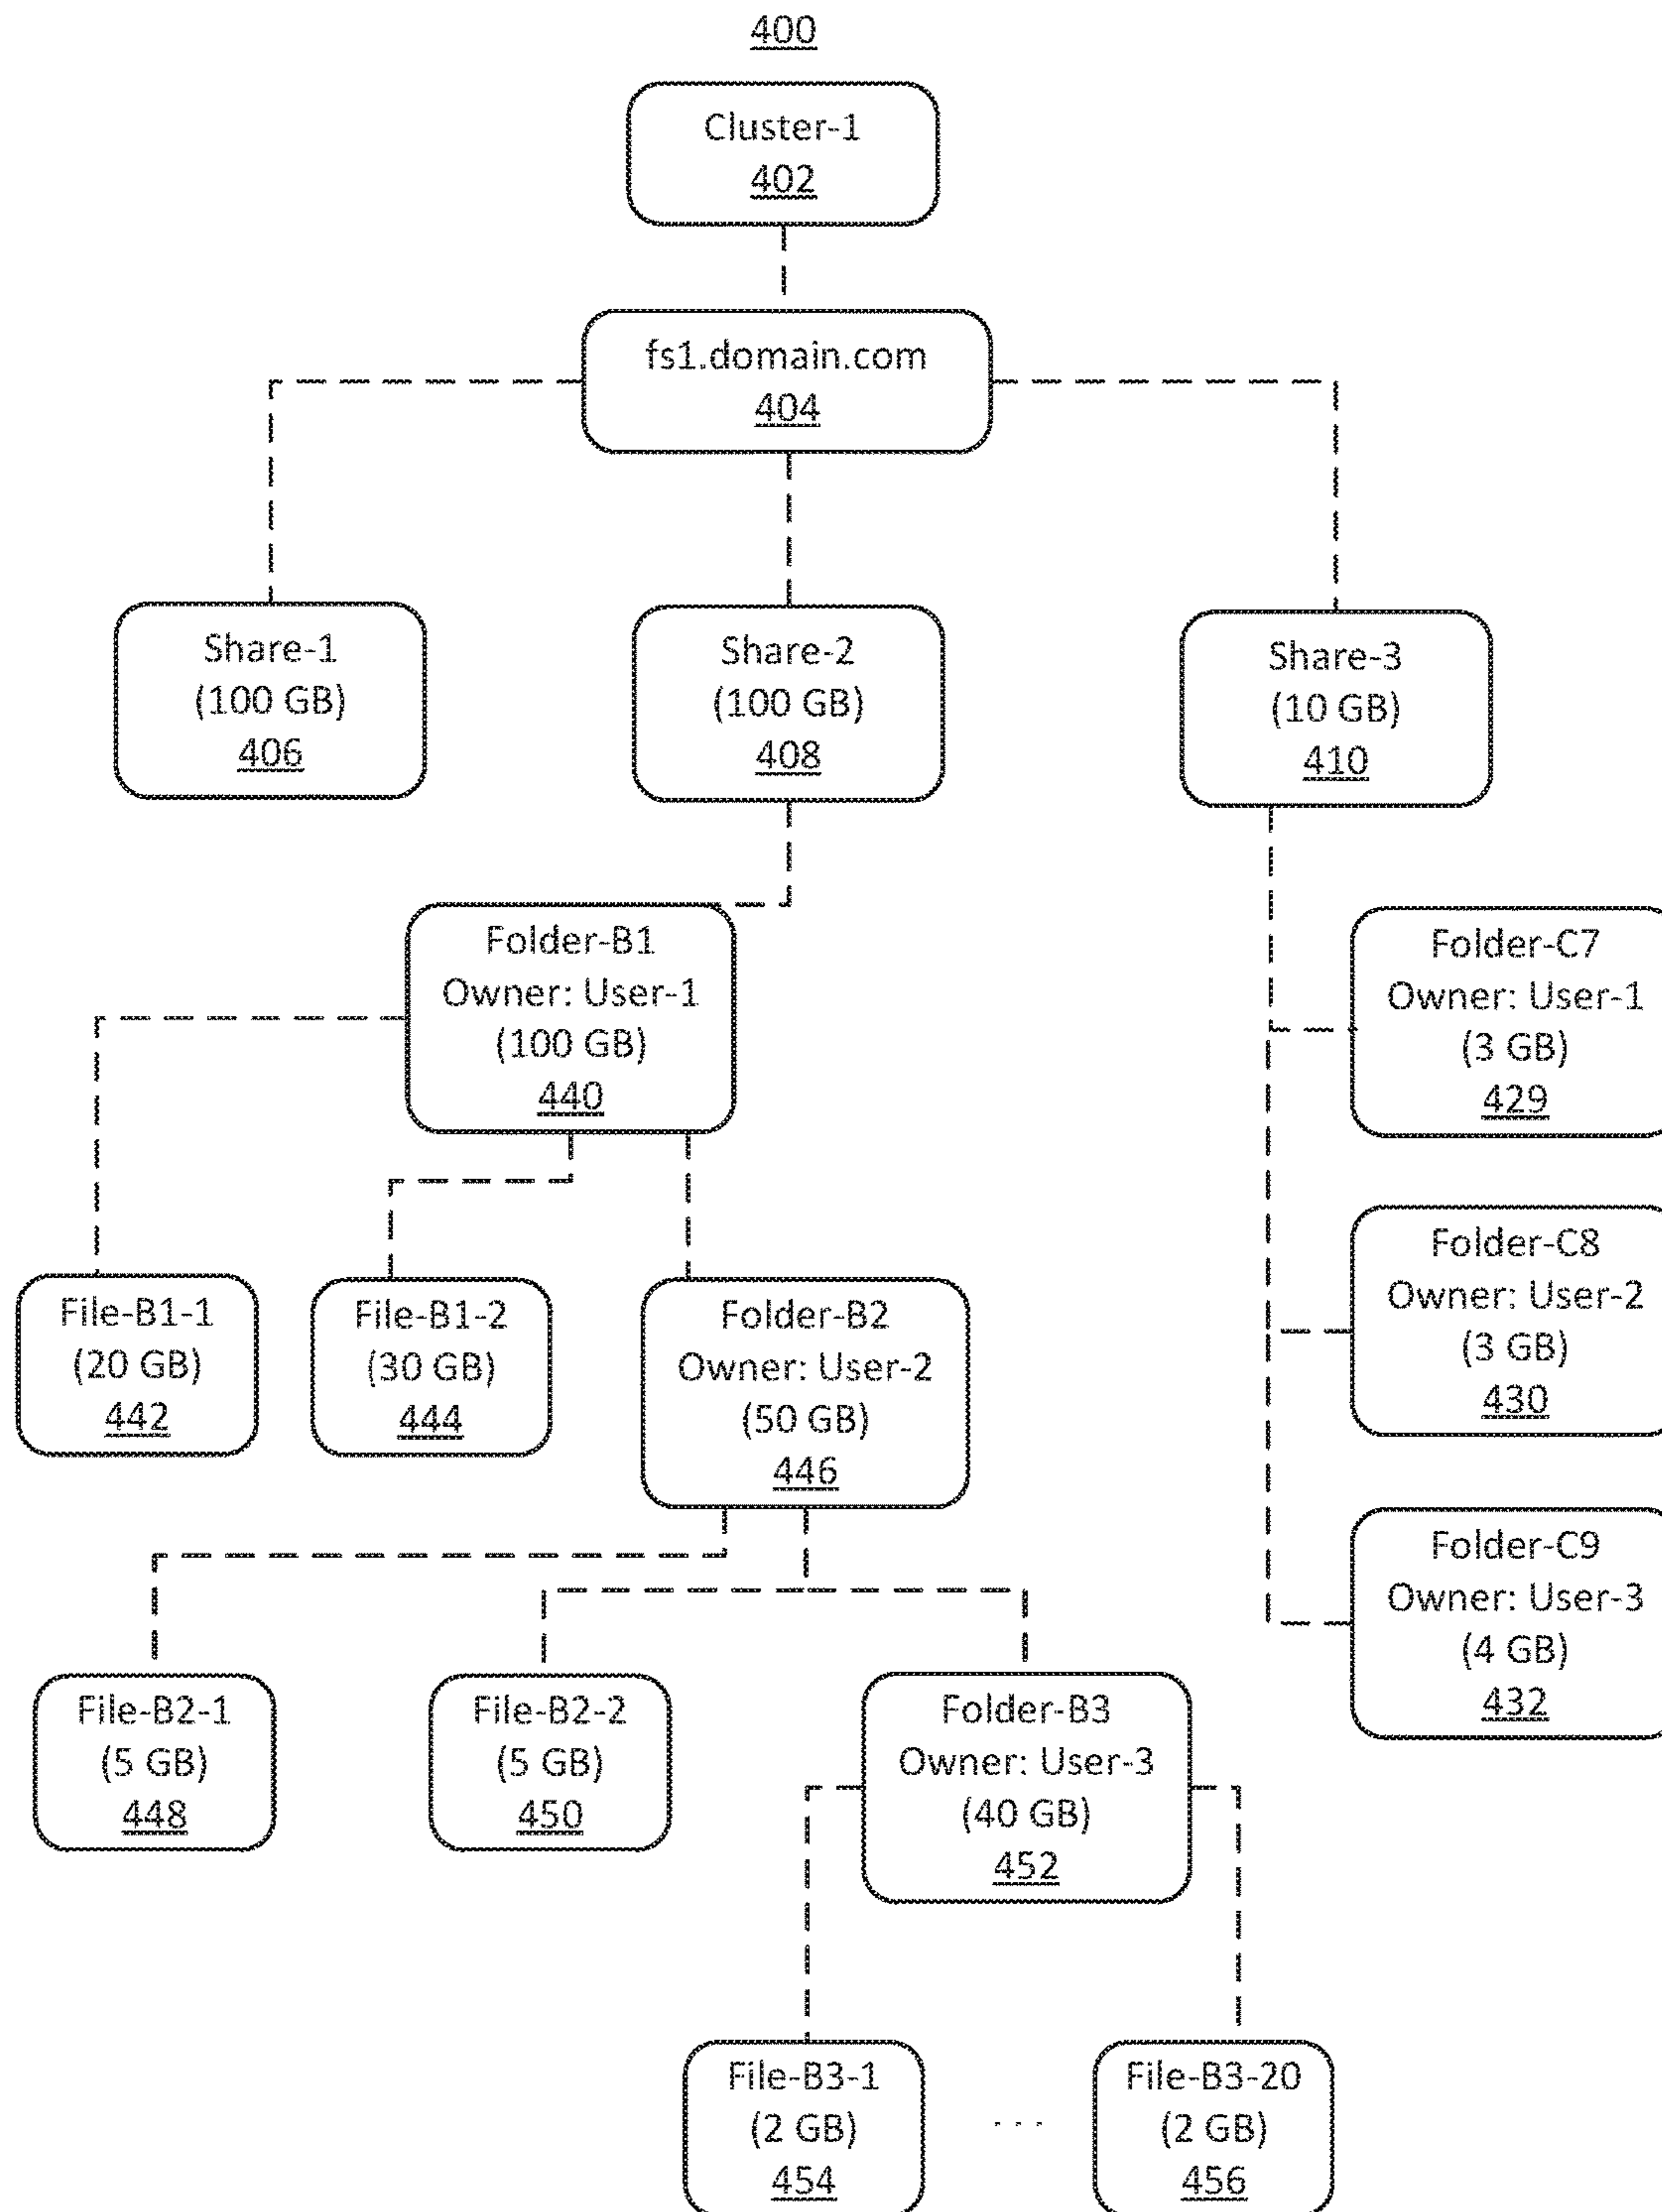 400
Cluster-1
402
fs1.domain.com
404
Share-1
(100 GB)
406
Share-2
(100 GB)
408
Share-3
(10 GB)
410
Folder-B1
Owner: User-1
(100 GB)
440
Folder-C7
Owner: User-1
(3 GB)
429
File-B1-1
(20 GB)
442
File-B1-2
(30 GB)
444
Folder-B2
Owner: User-2
(50 GB)
446
Folder-C8
Owner: User-2
(3 GB)
430
Folder-C9
Owner: User-3
(4 GB)
432
File-B2-1
(5 GB)
448
File-B2-2
(5 GB)
450
Folder-B3
Owner: User-3
(40 GB)
452
File-B3-1
(2 GB)
454
. . .
File-B3-20
(2 GB)
456